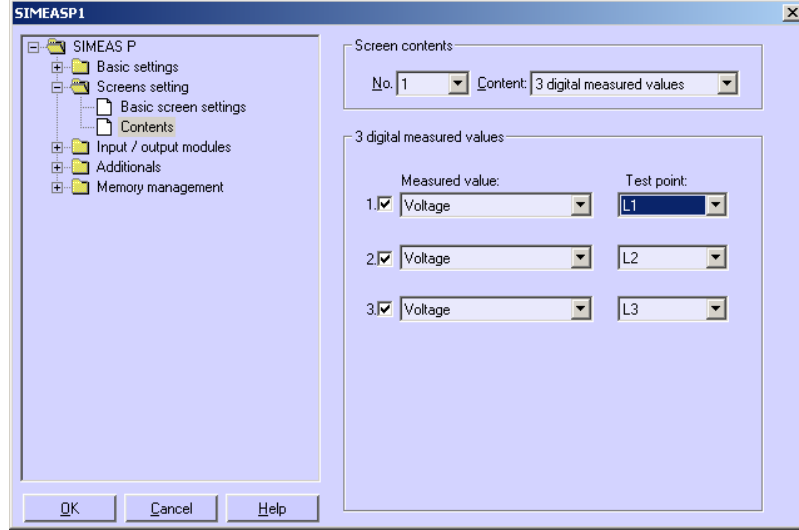 SIMEASP1
SIMEAS P
Basic settings
Screens setting
Basic screen settings
Contents
Input / output modules
Additionals
Memory management
OK Cancel Help
Screen contents
No. 1 Content: 3 digital measured values
3 digital measured values
Measured value: Test point:
1. Voltage L1
2. Voltage L2
3. Voltage L3